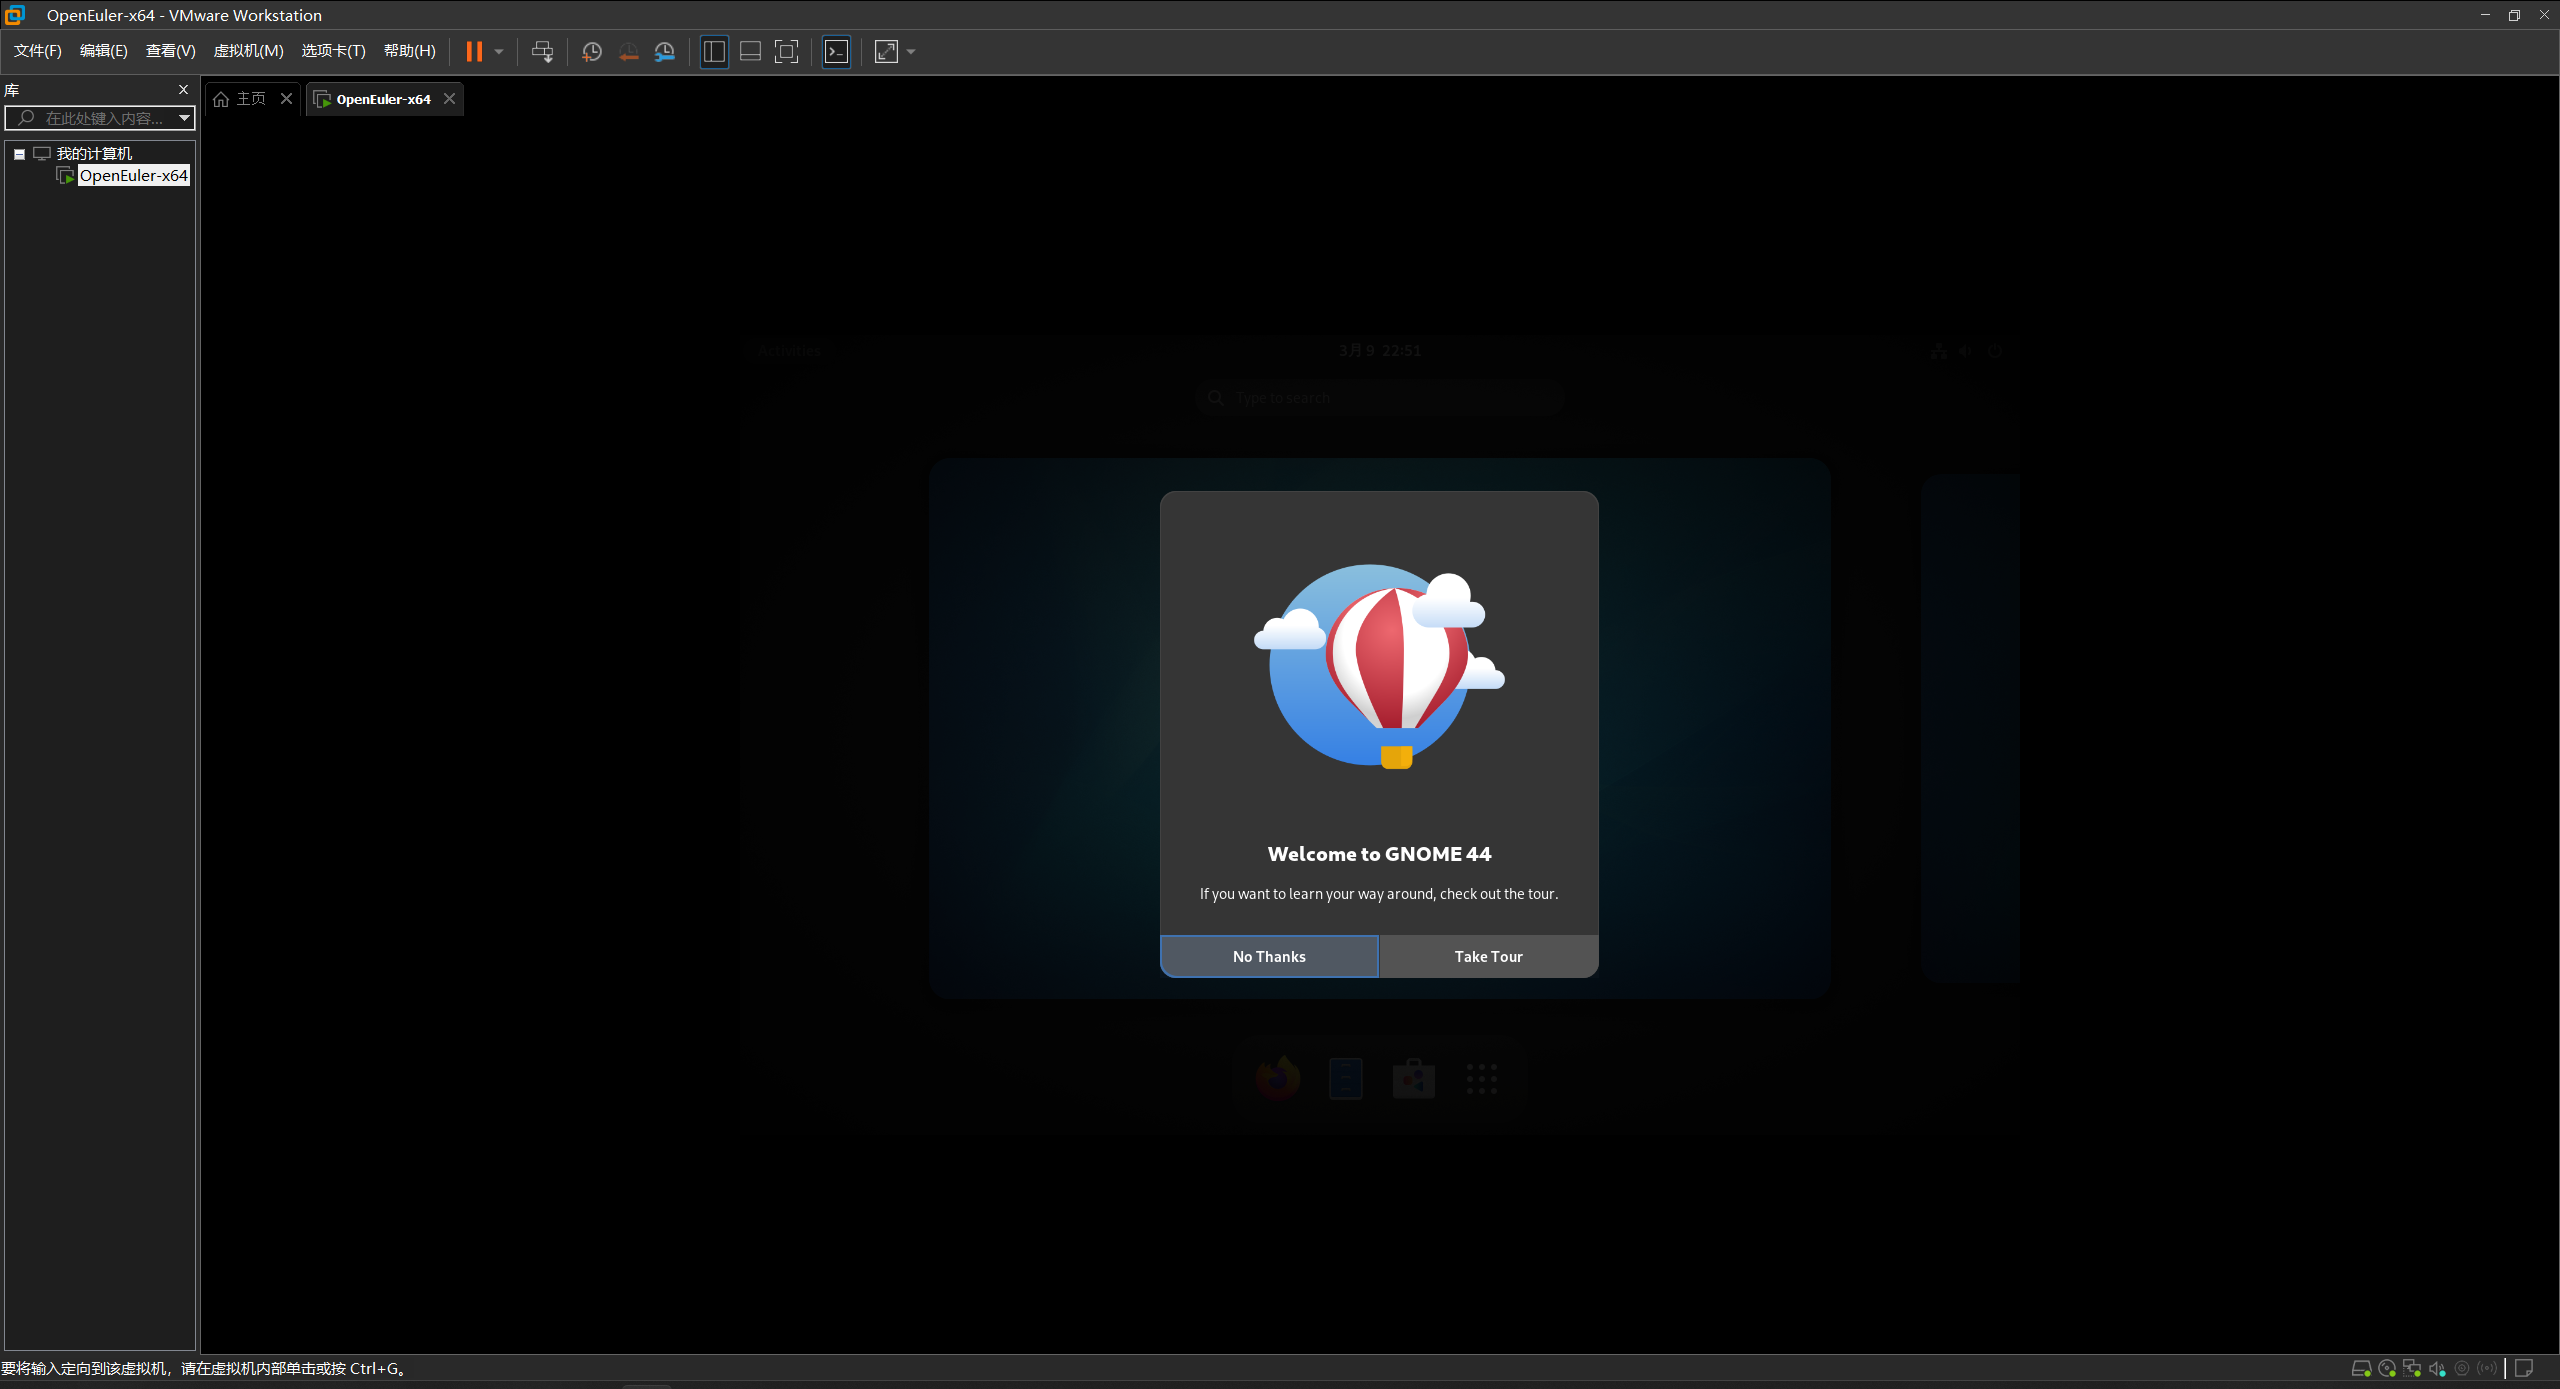 OpenEuler-x64 - VMware Workstation
文件(F) 编辑(E) 查看(V) 虚拟机(M) 选项卡(T) 帮助(H)
库
在此处键入内容...
我的计算机
OpenEuler-x64
主页
OpenEuler-x64
Activities
3月 9 22:51
Type to search
Welcome to GNOME 44
If you want to learn your way around, check out the tour.
No Thanks
Take Tour
要将输入定向到该虚拟机，请在虚拟机内部单击或按 Ctrl+G。